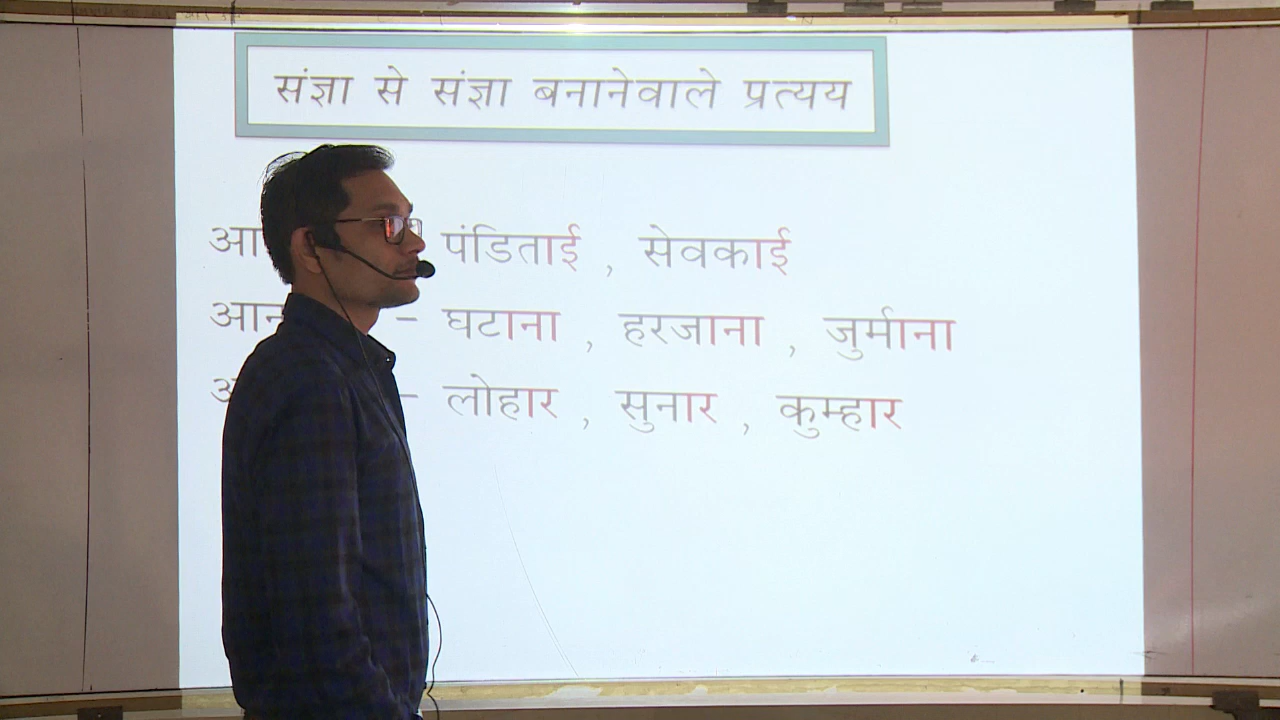 संज्ञा से संज्ञा बनानेवाले प्रत्यय
पंडिताई , सेवकाई
– घटाना , हरजाना , जुर्माना
– लोहार , सुनार , कुम्हार